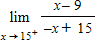 lim x→15⁺ x− 9 / −x + 15